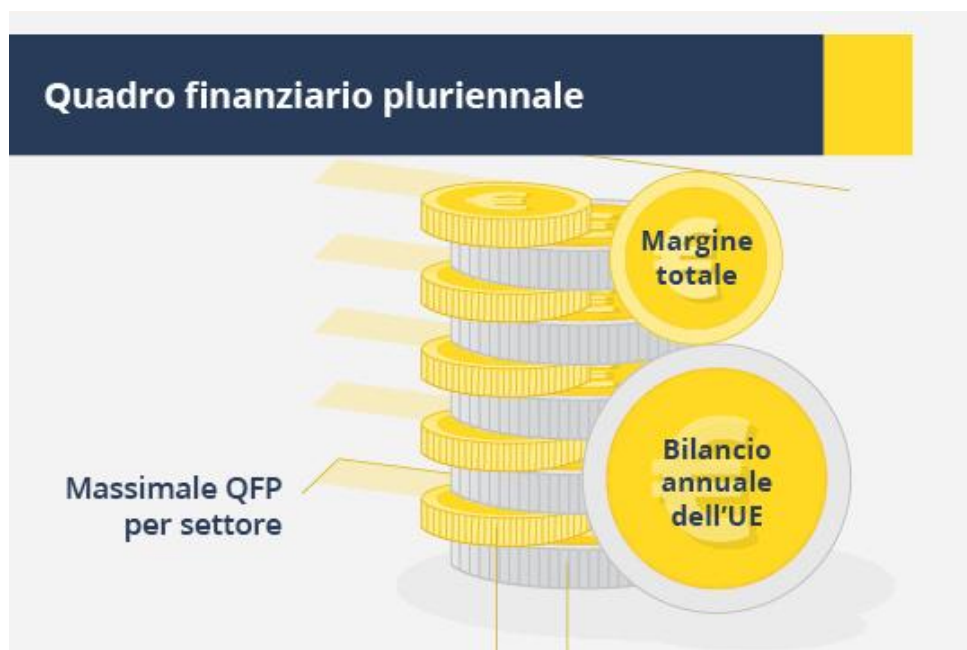 Quadro finanziario pluriennale
Margine
totale
Bilancio
annuale
dell'UE
Massimale QFP
per settore